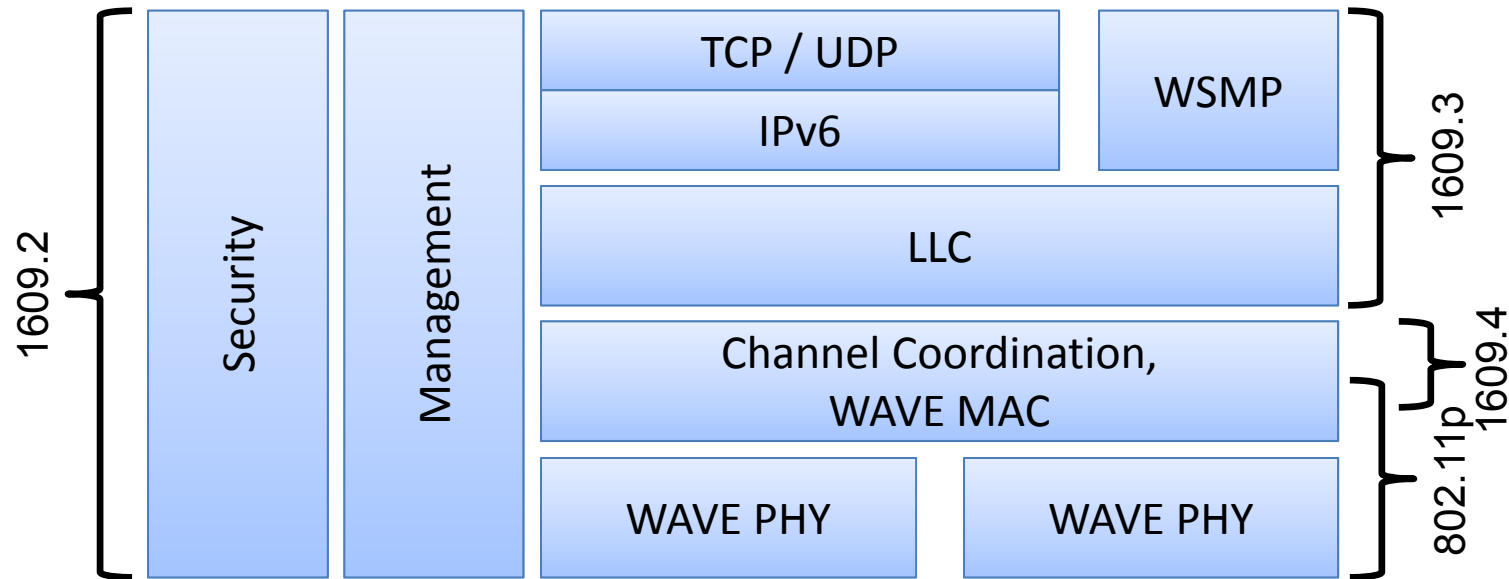 1609.2
Security
Management
TCP / UDP
IPv6
WSMP
LLC
Channel Coordination,
WAVE MAC
WAVE PHY
WAVE PHY
1609.3
1609.4
802.11p